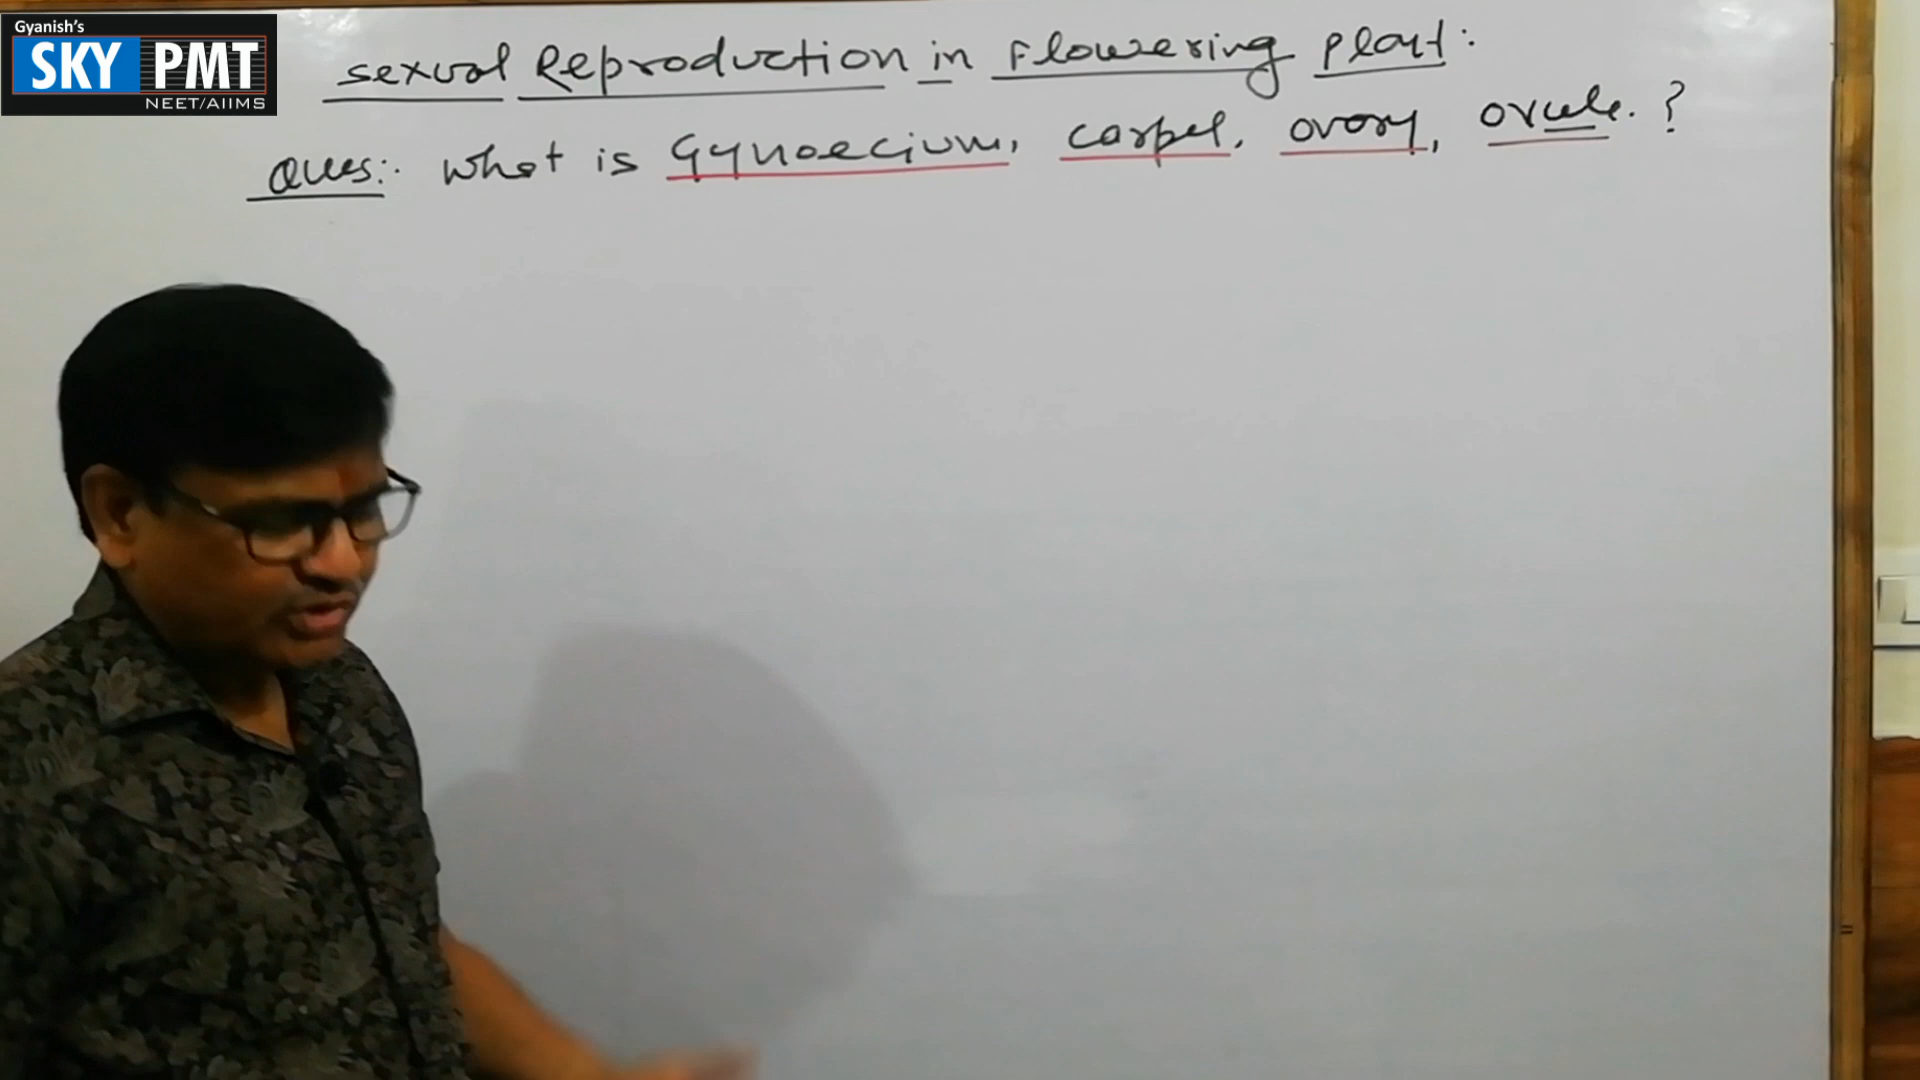 Gyanish's
SKY PMT
NEET/AIIMS
Sexual Reproduction in Flowering Plant:
Ques:. What is Gynoecium, carpel, ovary, ovule. ?